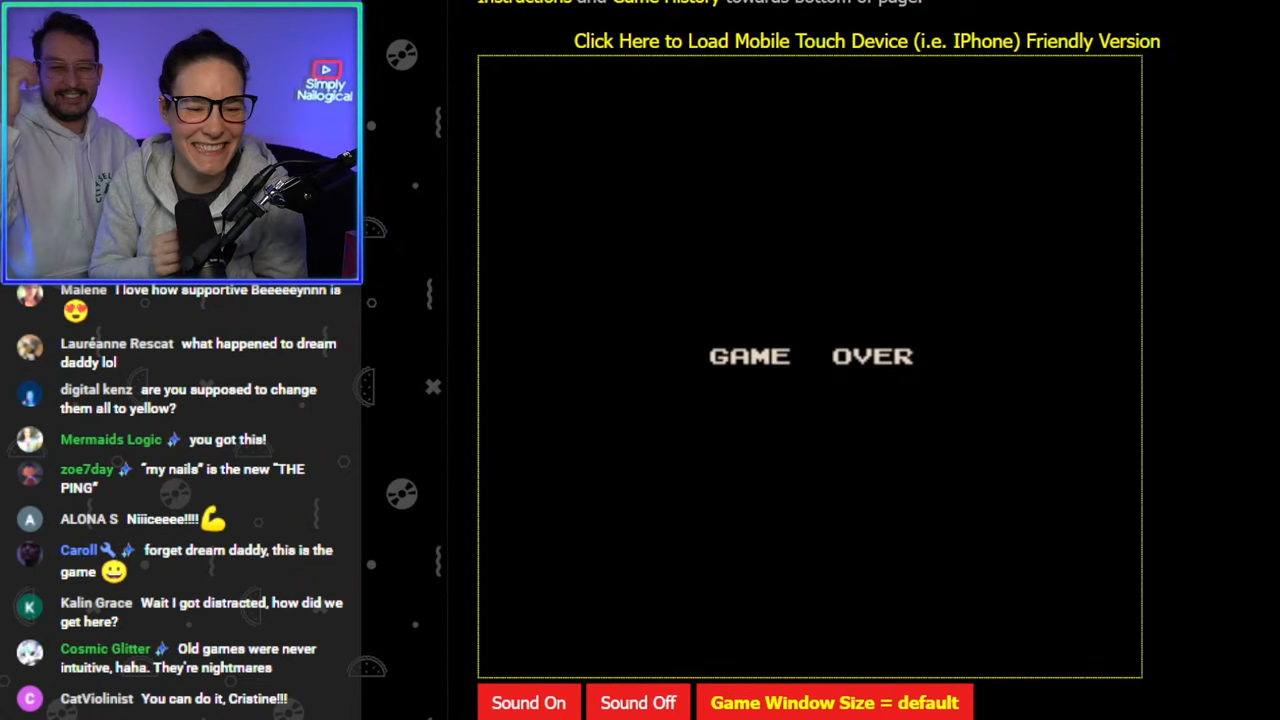 Instructions and Game History towards bottom of page.
Click Here to Load Mobile Touch Device (i.e. IPhone) Friendly Version
Simply
Nailogical
GAME OVER
Malene I love how supportive Beeeeeynnn is
😍
Lauréanne Rescat what happened to dream
daddy lol
digital kenz are you supposed to change
them all to yellow?
Mermaids Logic you got this!
zoe7day "my nails" is the new "THE
PING"
A
ALONA S Niiiceeee!!!!💪
Caroll forget dream daddy, this is the
game 😀
K
Kalin Grace Wait I got distracted, how did we
get here?
Cosmic Glitter Old games were never
intuitive, haha. They're nightmares
C
CatViolinist You can do it, Cristine!!!
Sound On
Sound Off
Game Window Size = default